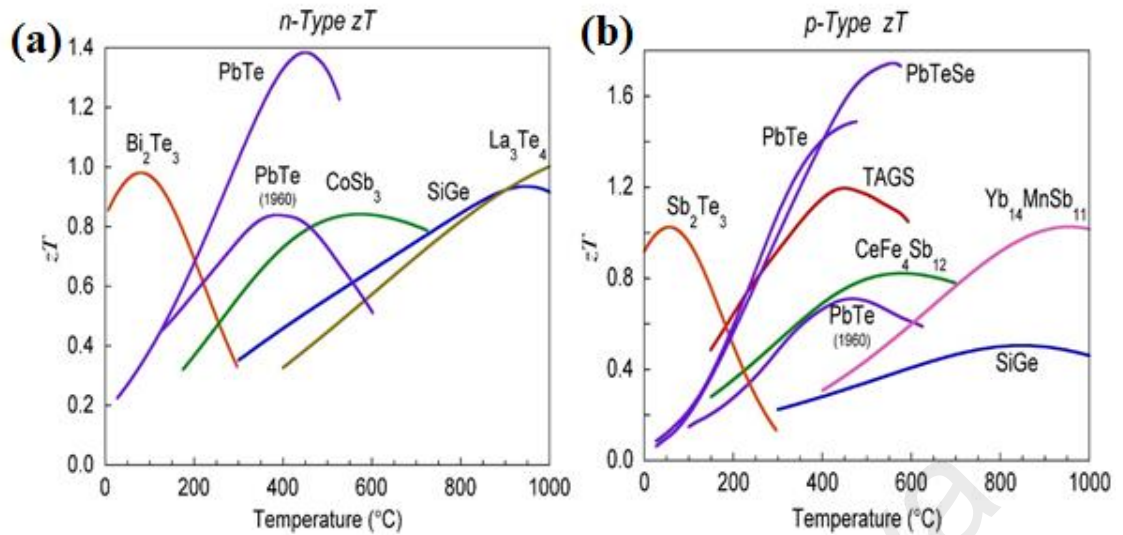 (a)
n-Type zT
1.4
1.2
1.0
0.8
0.6
0.4
0.2
0.0
zT
PbTe
Bi₂Te₃
PbTe
(1960)
CoSb₃
SiGe
La₃Te₄
0 200 400 600 800 1000
Temperature (°C)
(b)
p-Type zT
1.6
1.2
0.8
0.4
0.0
zT
PbTeSe
PbTe
TAGS
Sb₂Te₃
Yb₁₄MnSb₁₁
CeFe₄Sb₁₂
PbTe
(1960)
SiGe
0 200 400 600 800 1000
Temperature (°C)